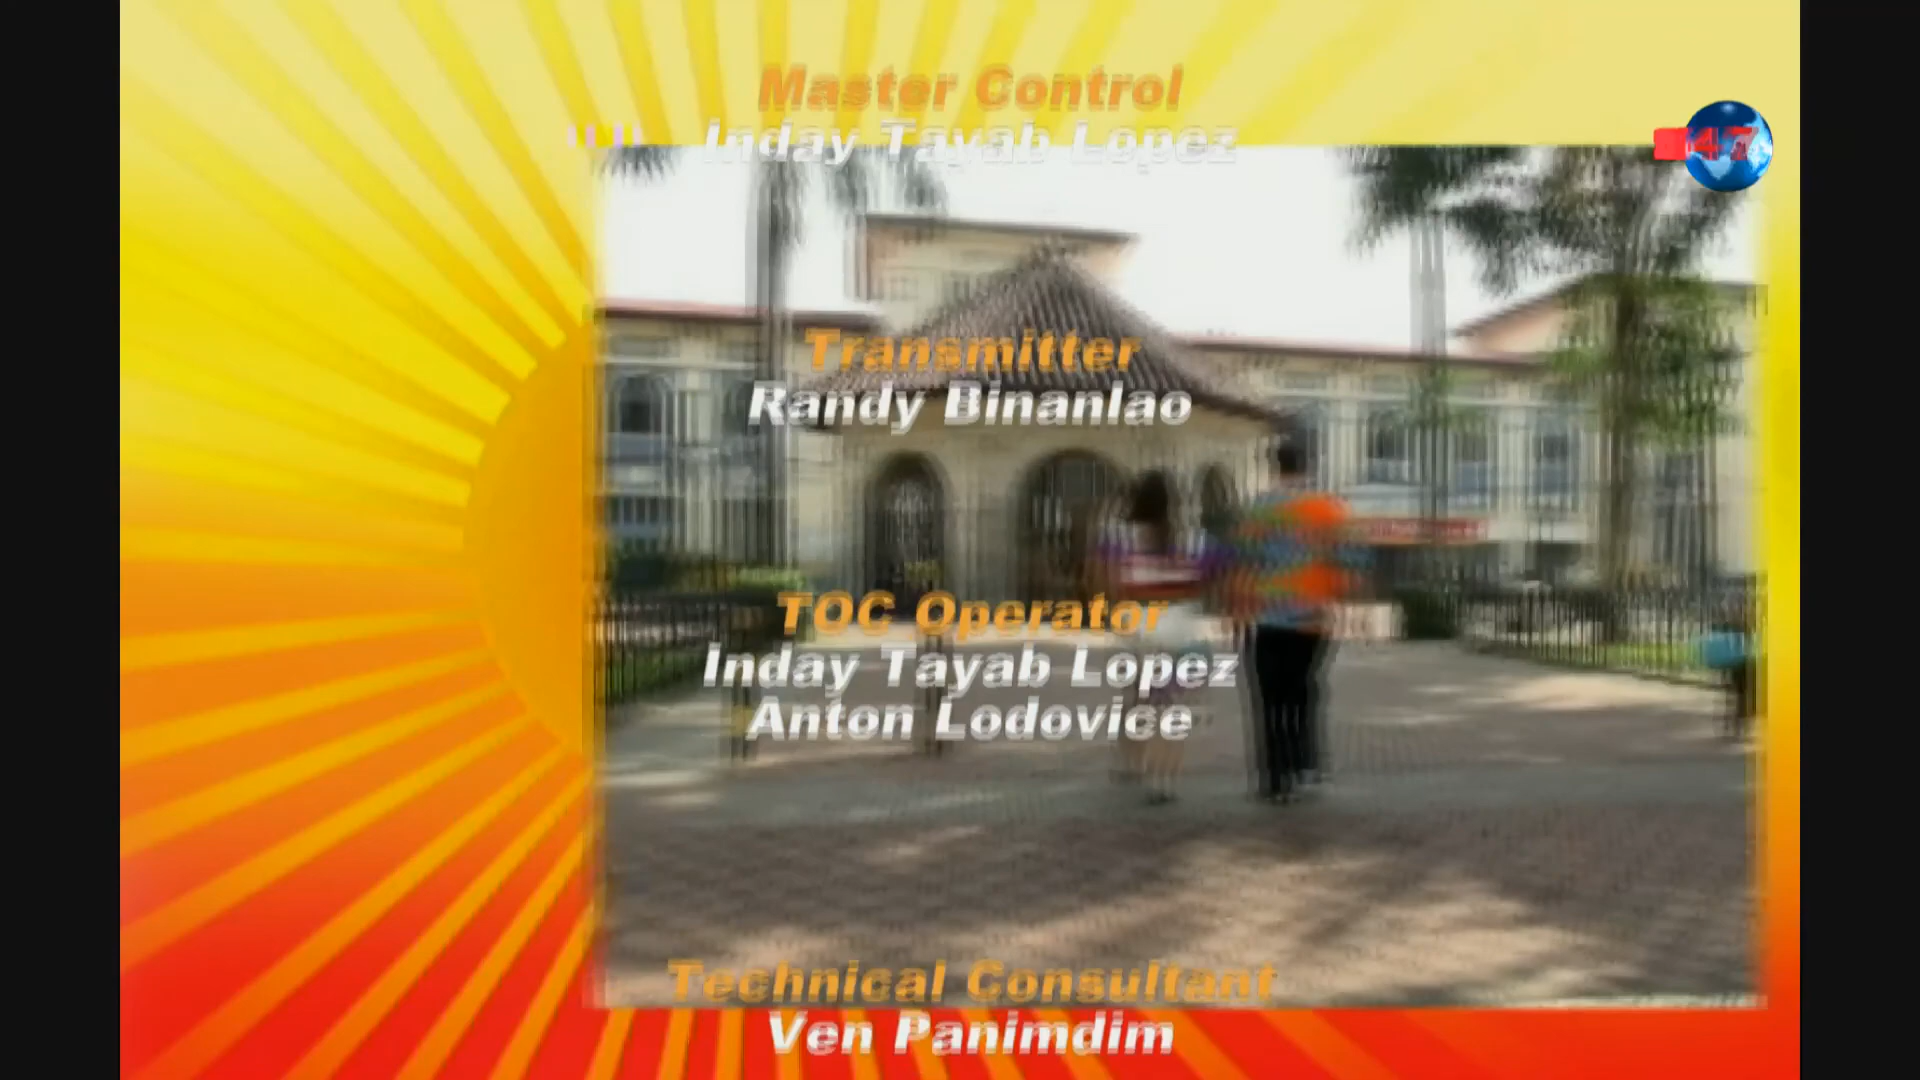 Master Control
Inday Tayab Lopez
47
Transmitter
Randy Binanlao
TOC Operator
Inday Tayab Lopez
Anton Lodovice
Technical Consultant
Ven Panimdim